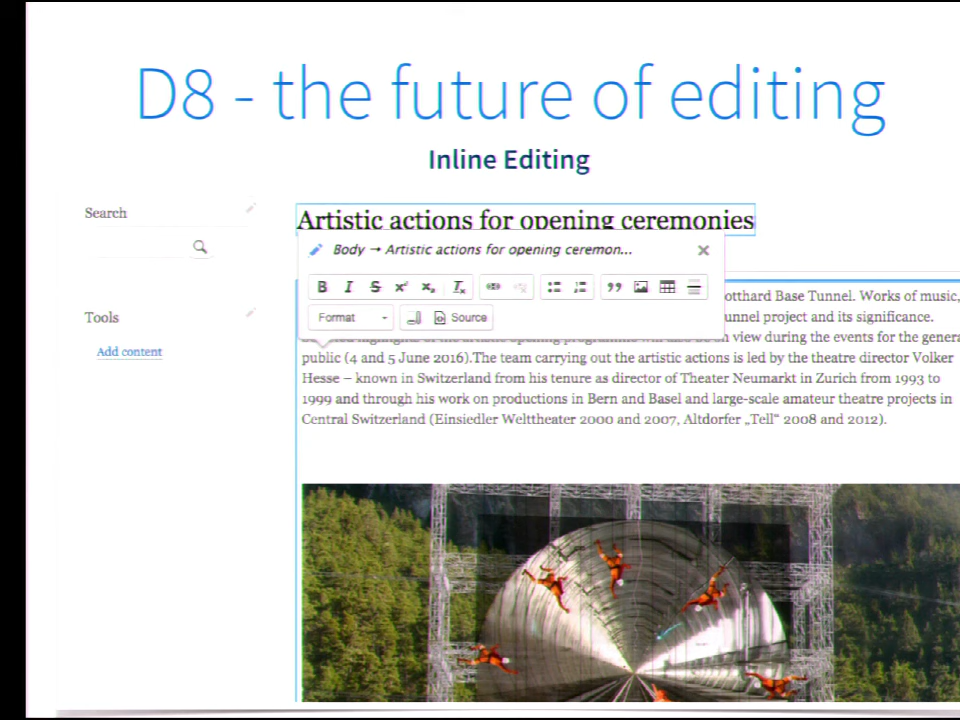 D8 - the future of editing
Inline Editing
Search
Artistic actions for opening ceremonies
Body → Artistic actions for opening ceremon...
B I S x² x₂ Tx
Format
Source
Tools
Add content
otthard Base Tunnel. Works of music,
unnel project and its significance.
view during the events for the genera
public (4 and 5 June 2016).The team carrying out the artistic actions is led by the theatre director Volker
Hesse – known in Switzerland from his tenure as director of Theater Neumarkt in Zurich from 1993 to
1999 and through his work on productions in Bern and Basel and large-scale amateur theatre projects in
Central Switzerland (Einsiedler Welttheater 2000 and 2007, Altdorfer „Tell“ 2008 and 2012).